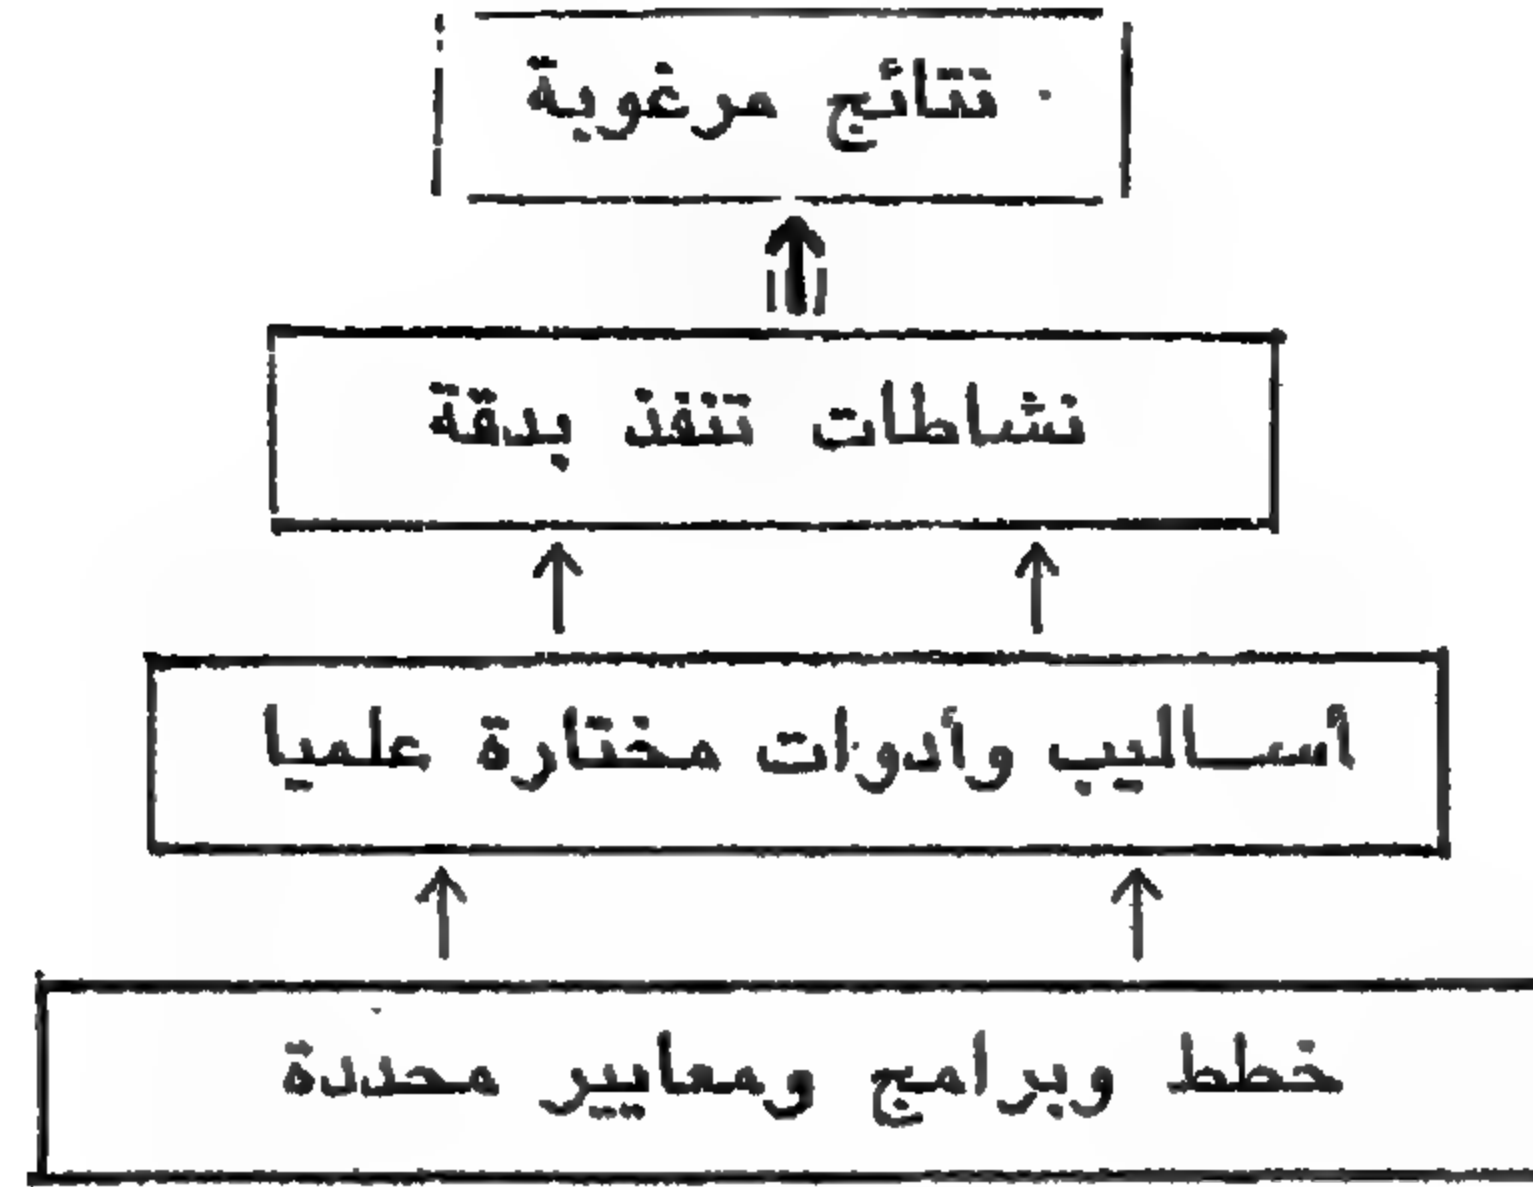 نتائج مرغوبة
نشاطات تنفذ بدقة
أساليب وأدوات مختارة علميا
خطط وبرامج ومعايير محددة